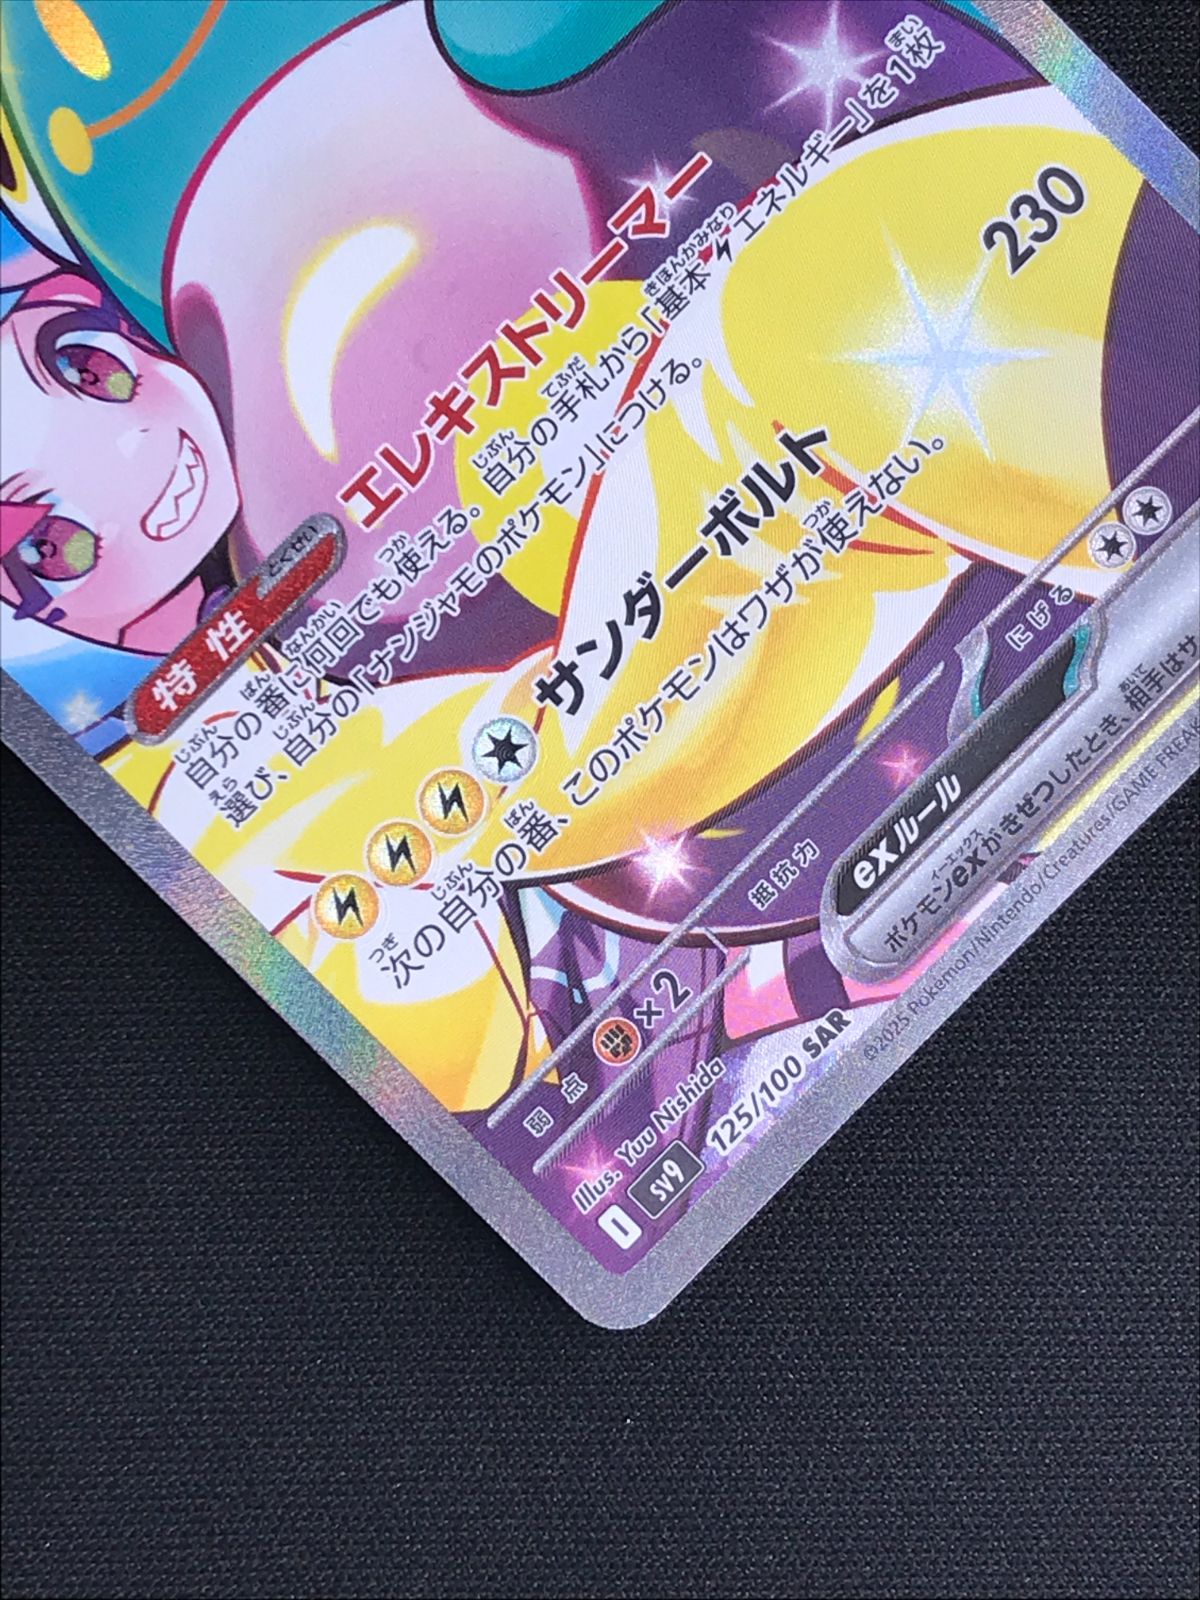 特性 とくせい エレキストリーマー
自分の番に何回でも使える。自分の手札から「基本 エネルギー」を1枚
選び、自分の「ナンジャモのポケモン」につける。
サンダーボルト 230
次の自分の番、このポケモンはワザが使えない。
弱点 ×2 抵抗力 にげる
exルール
ポケモンexがきぜつしたとき、相手はサ
Illus. Yuu Nishida
I sv9 125/100 SAR
©2025 Pokémon/Nintendo/Creatures/GAME FREAK